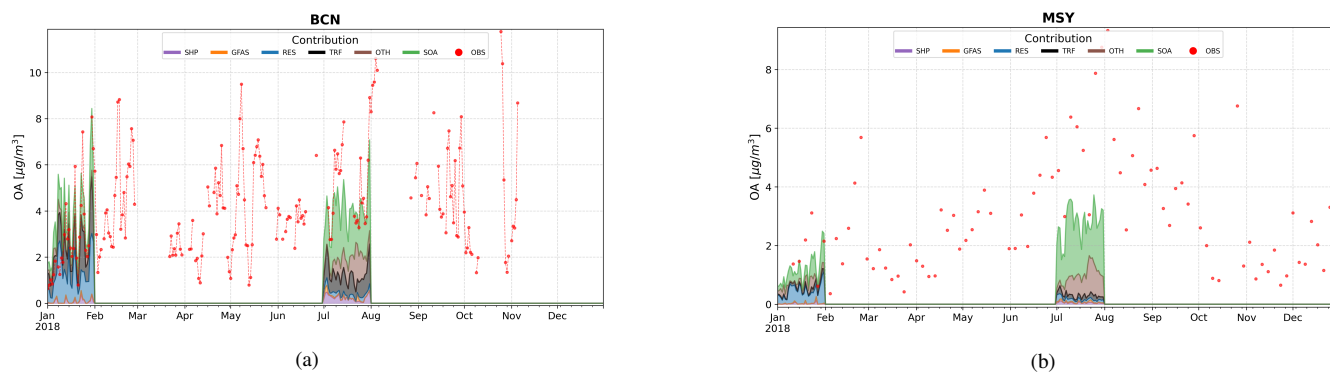 BCN
Contribution
SHP GFAS RES TRF OTH SOA OBS
OA [μg/m³]
10
8
6
4
2
0
Jan Feb Mar Apr May Jun Jul Aug Sep Oct Nov Dec
2018
(a)
MSY
Contribution
SHP GFAS RES TRF OTH SOA OBS
OA [μg/m³]
8
6
4
2
0
Jan Feb Mar Apr May Jun Jul Aug Sep Oct Nov Dec
2018
(b)